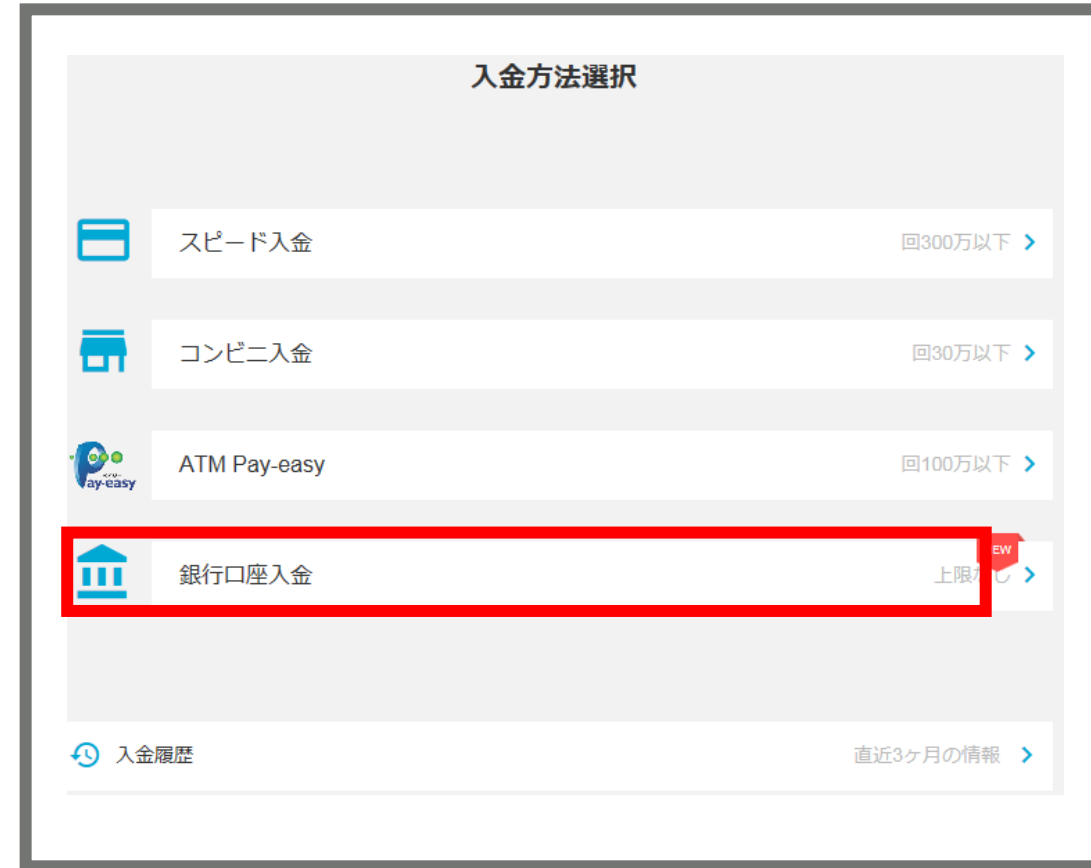 入金方法選択
スピード入金 回300万以下
コンビニ入金 回30万以下
Pay-easy ATM Pay-easy 回100万以下
銀行口座入金 上限なし
入金履歴 直近3ヶ月の情報